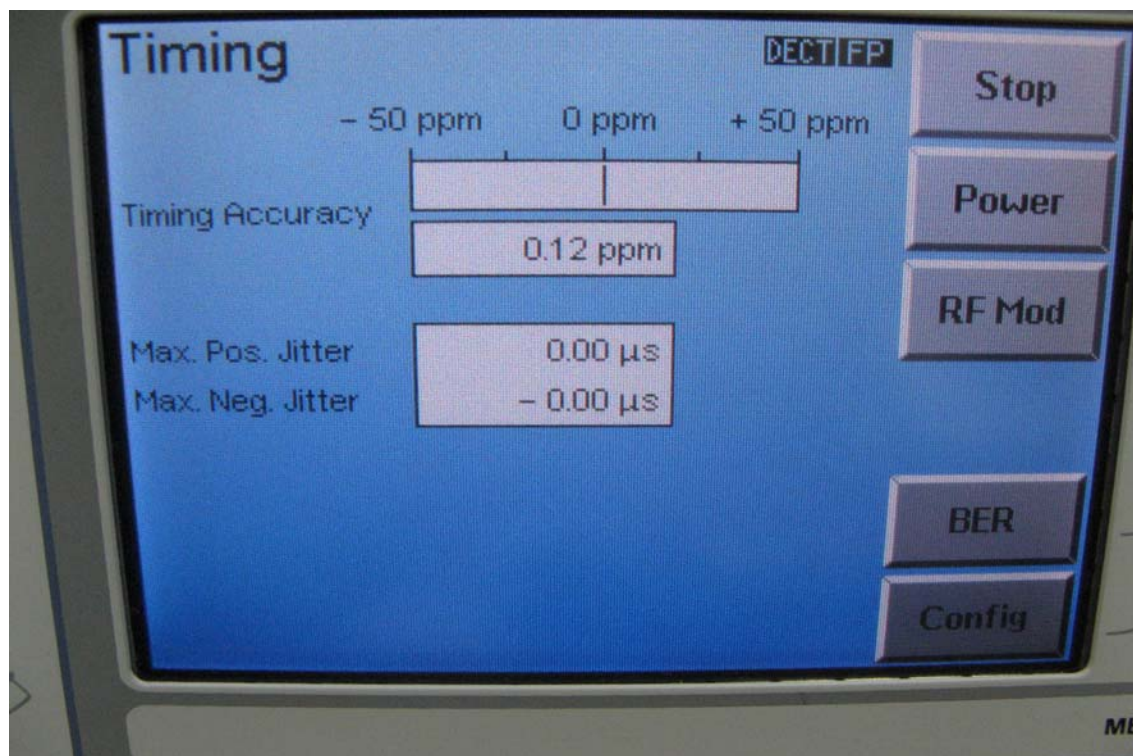 Timing
DECT FP
Stop
– 50 ppm 0 ppm + 50 ppm
Power
Timing Accuracy
0.12 ppm
RF Mod
Max. Pos. Jitter 0.00 µs
Max. Neg. Jitter – 0.00 µs
BER
Config